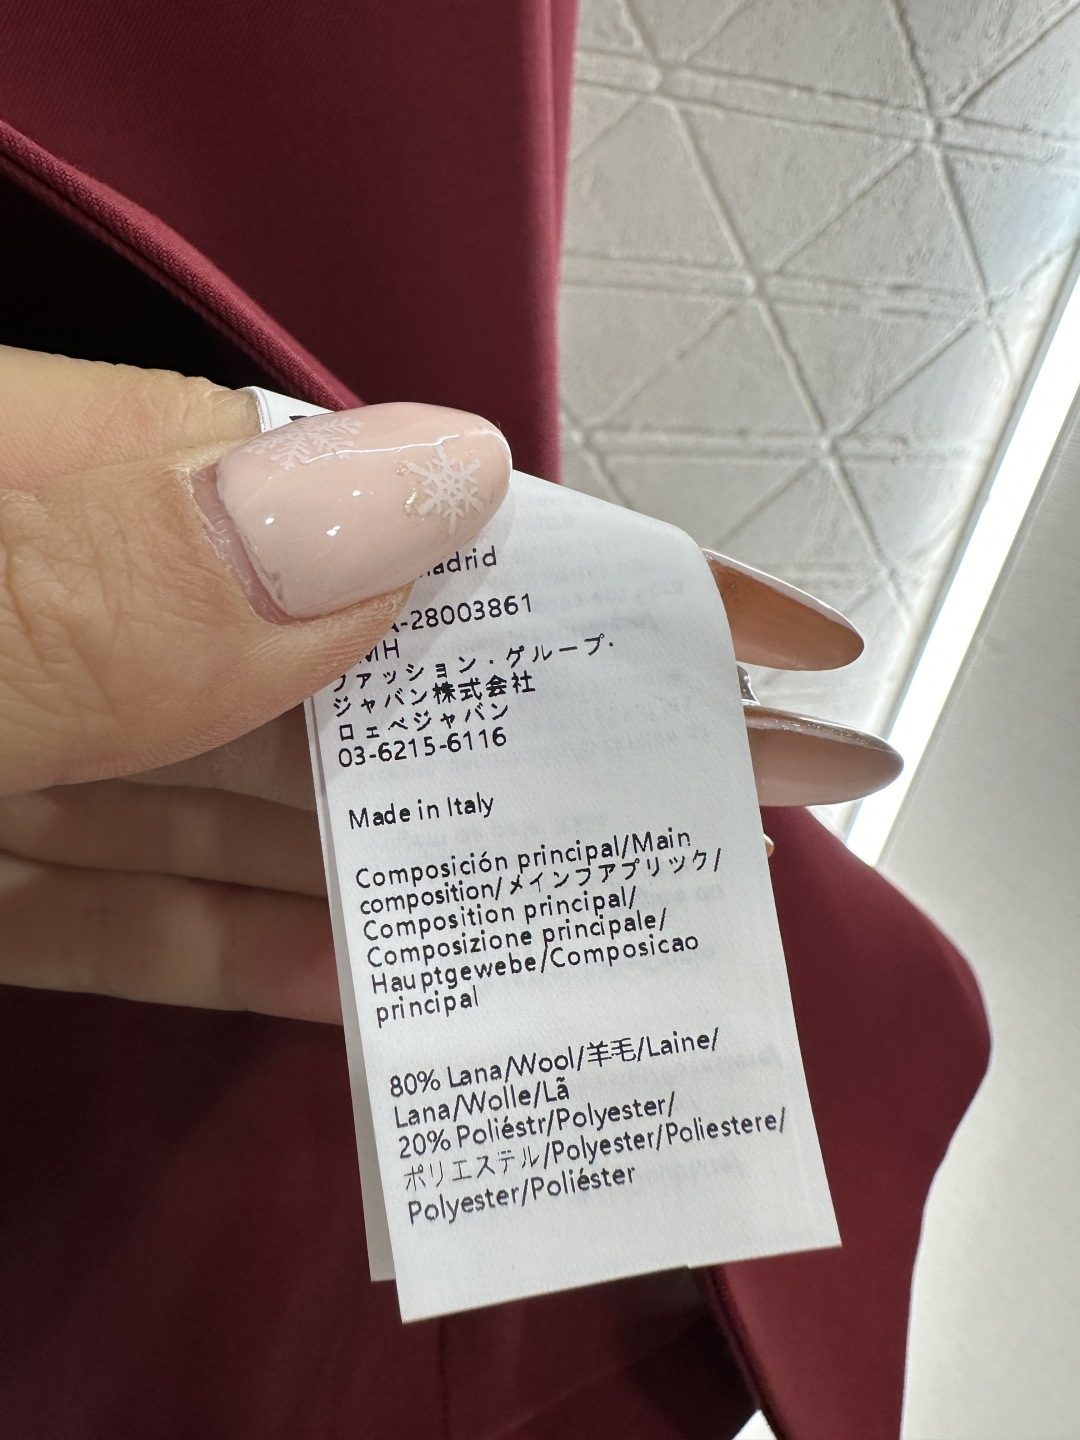 -28003861
MH
ファッション・グループ・
ジャパン株式会社
ロエベジャパン
03-6215-6116
Made in Italy
Composición principal/Main
composition/メインファブリック/
Composition principal/
Composizione principale/
Hauptgewebe/Composicao
principal
80% Lana/Wool/羊毛/Laine/
Lana/Wolle/Lã
20% Poliéstr/Polyester/
ポリエステル/Polyester/Poliestere/
Polyester/Poliéster